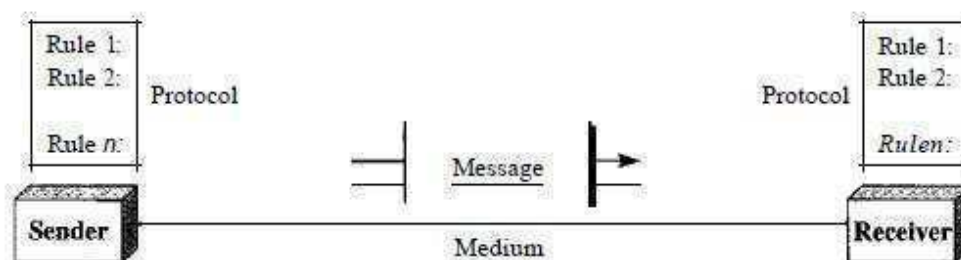 Rule 1:
Rule 2:
Rule n:
Protocol
Message
Protocol
Rule 1:
Rule 2:
Rulen:
Sender
Medium
Receiver